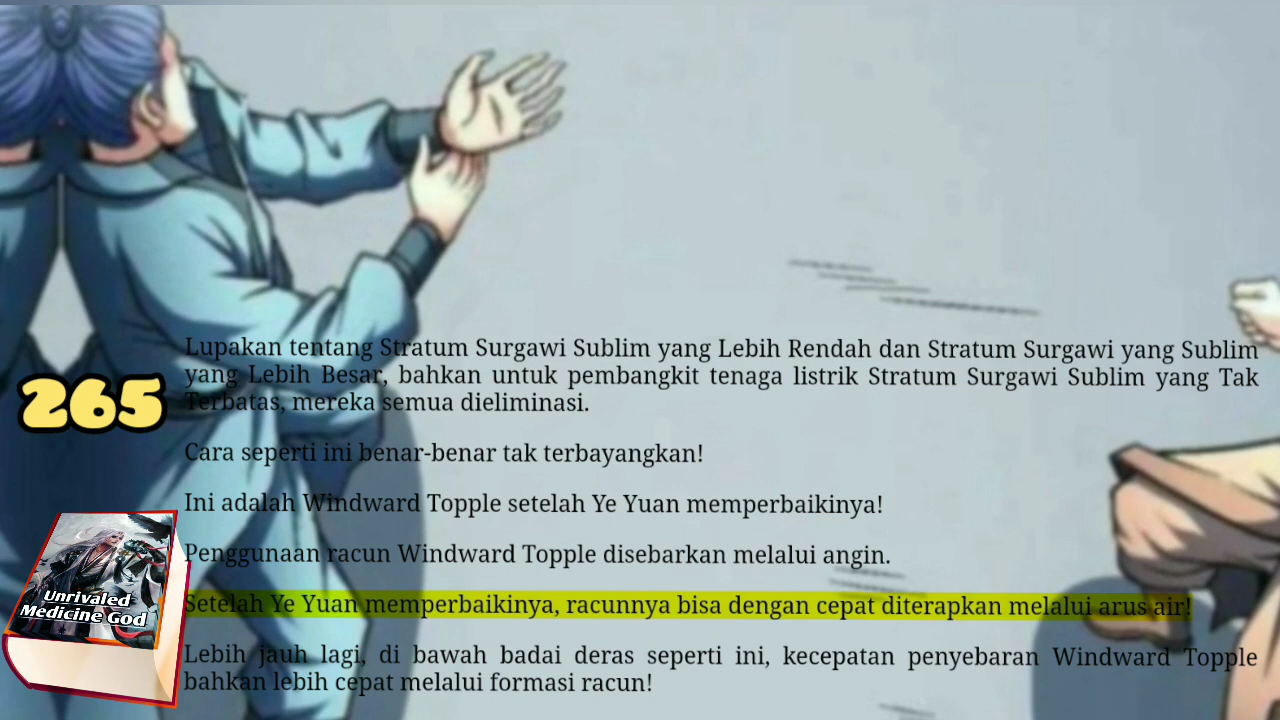 Lupakan tentang Stratum Surgawi Sublim yang Lebih Rendah dan Stratum Surgawi yang Sublim
yang Lebih Besar, bahkan untuk pembangkit tenaga listrik Stratum Surgawi Sublim yang Tak
Terbatas, mereka semua dieliminasi.
265
Cara seperti ini benar-benar tak terbayangkan!
Ini adalah Windward Topple setelah Ye Yuan memperbaikinya!
Penggunaan racun Windward Topple disebarkan melalui angin.
Setelah Ye Yuan memperbaikinya, racunnya bisa dengan cepat diterapkan melalui arus air!
Lebih jauh lagi, di bawah badai deras seperti ini, kecepatan penyebaran Windward Topple
bahkan lebih cepat melalui formasi racun!
Unrivaled
Medicine God